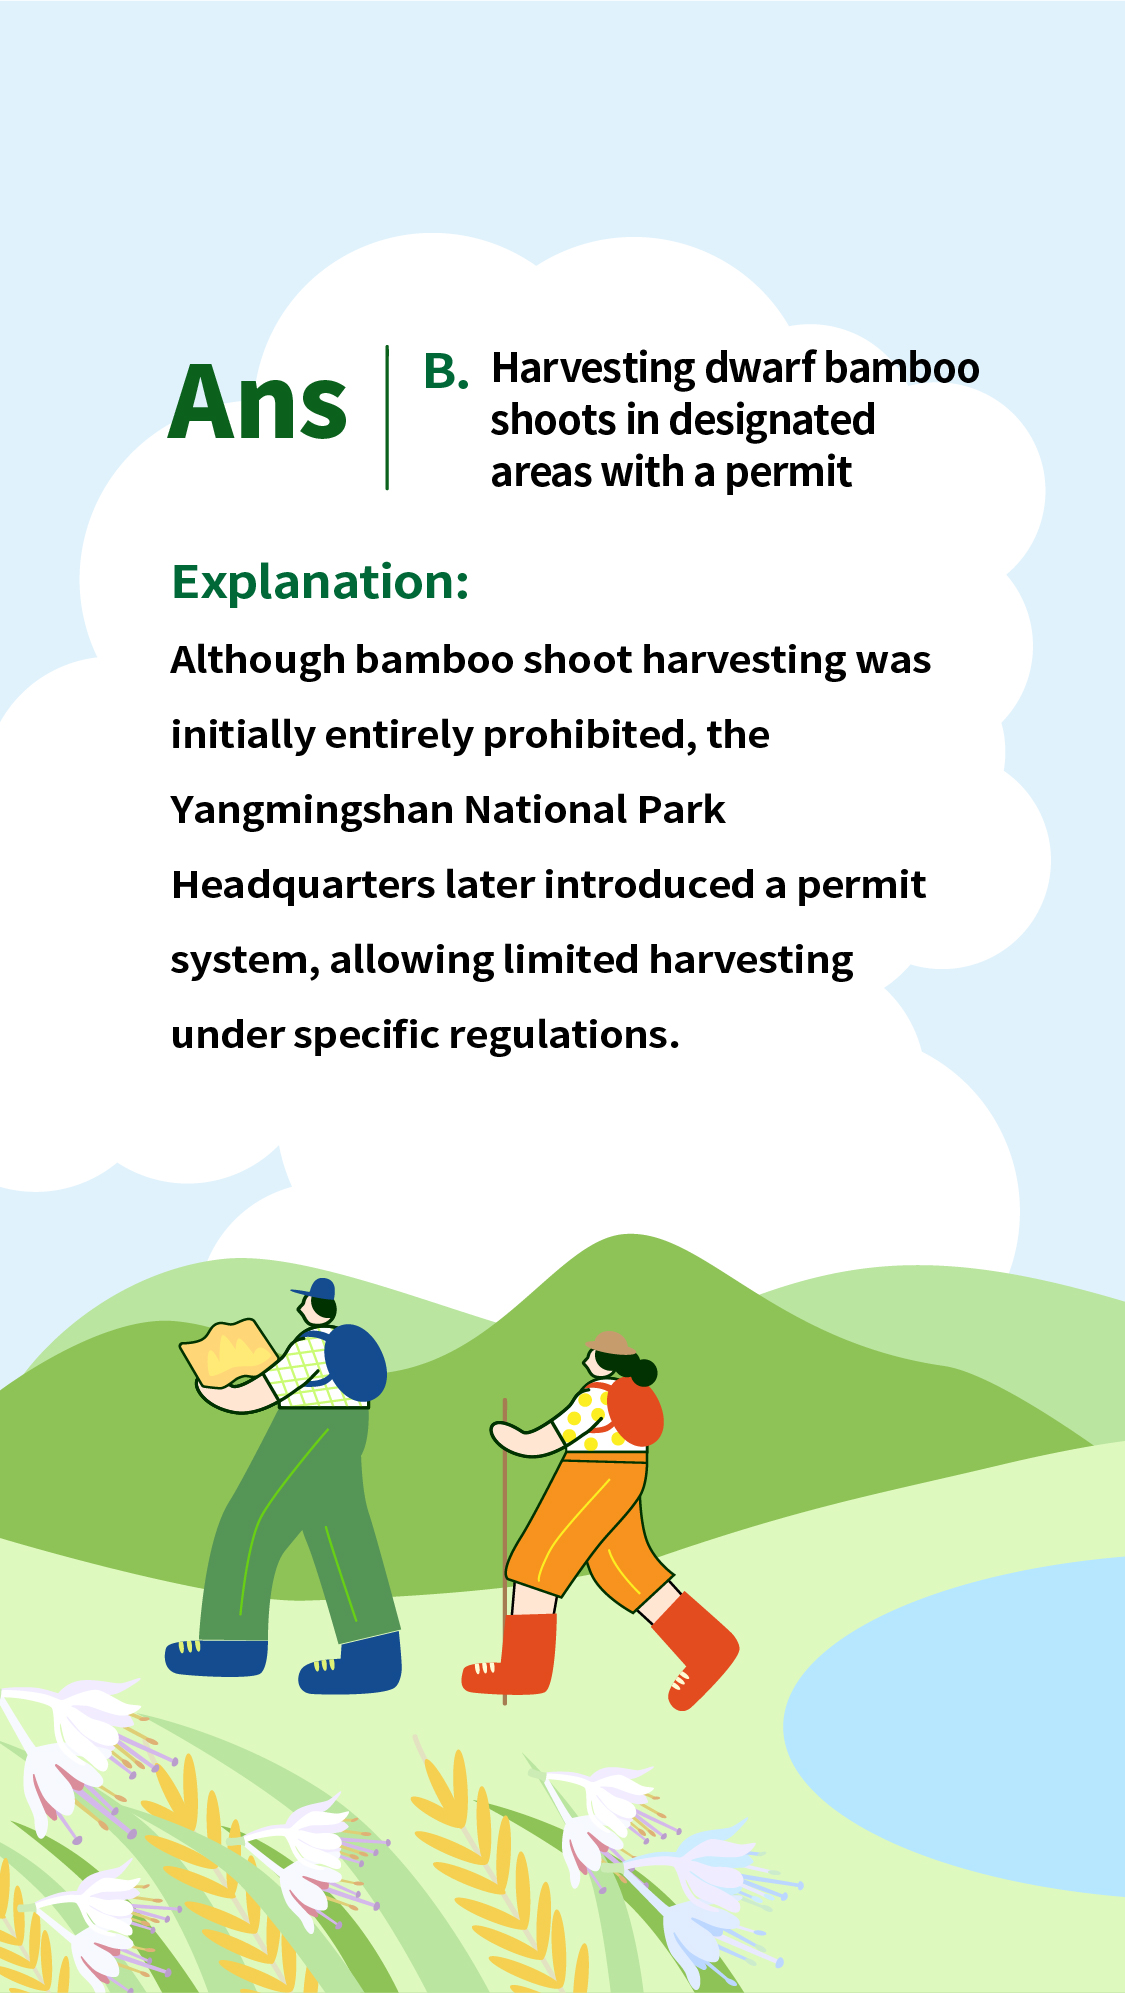 Ans
B. Harvesting dwarf bamboo
shoots in designated
areas with a permit
Explanation:
Although bamboo shoot harvesting was
initially entirely prohibited, the
Yangmingshan National Park
Headquarters later introduced a permit
system, allowing limited harvesting
under specific regulations.